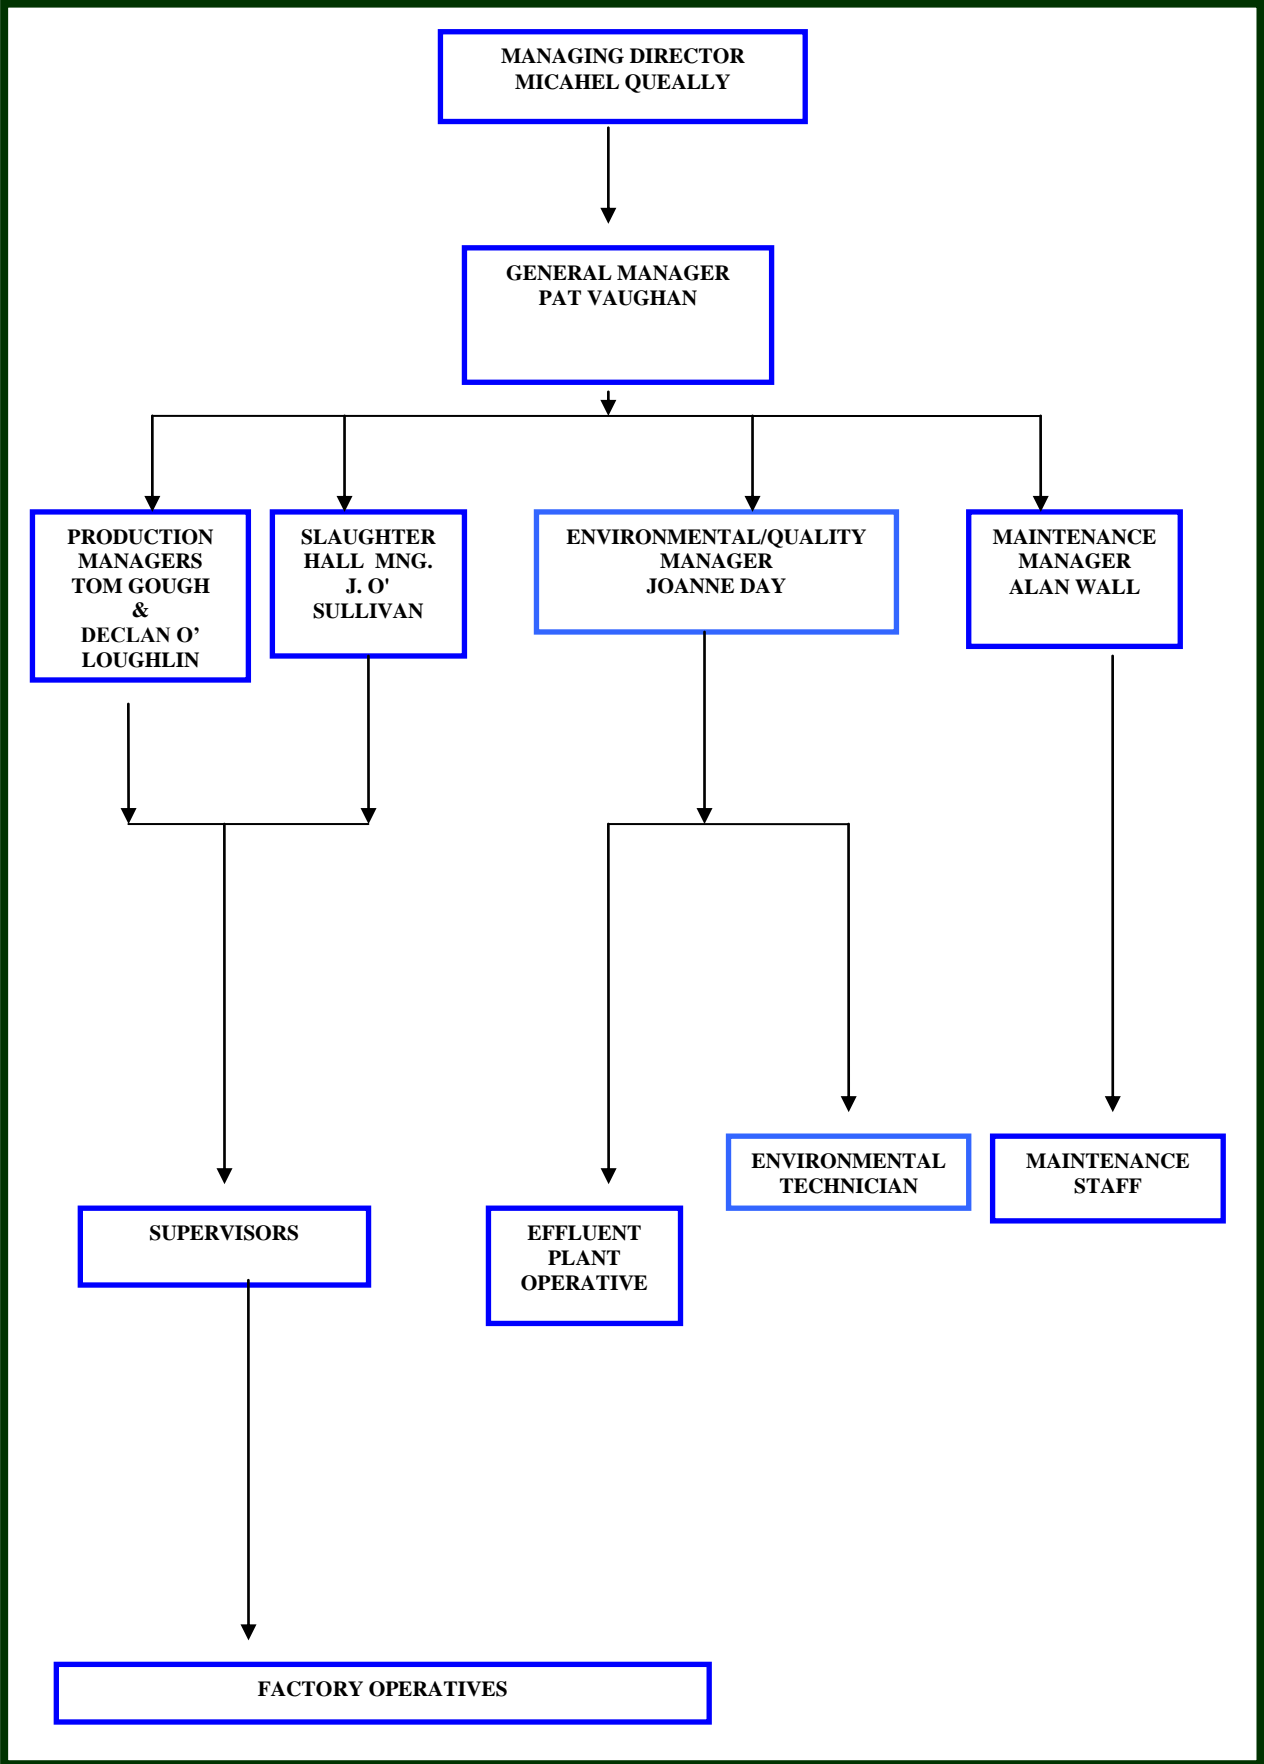 MANAGING DIRECTOR
MICAHEL QUEALLY
GENERAL MANAGER
PAT VAUGHAN
PRODUCTION
MANAGERS
TOM GOUGH
&
DECLAN O’
LOUGHLIN
SLAUGHTER
HALL MNG.
J. O'
SULLIVAN
ENVIRONMENTAL/QUALITY
MANAGER
JOANNE DAY
MAINTENANCE
MANAGER
ALAN WALL
SUPERVISORS
EFFLUENT
PLANT
OPERATIVE
ENVIRONMENTAL
TECHNICIAN
MAINTENANCE
STAFF
FACTORY OPERATIVES